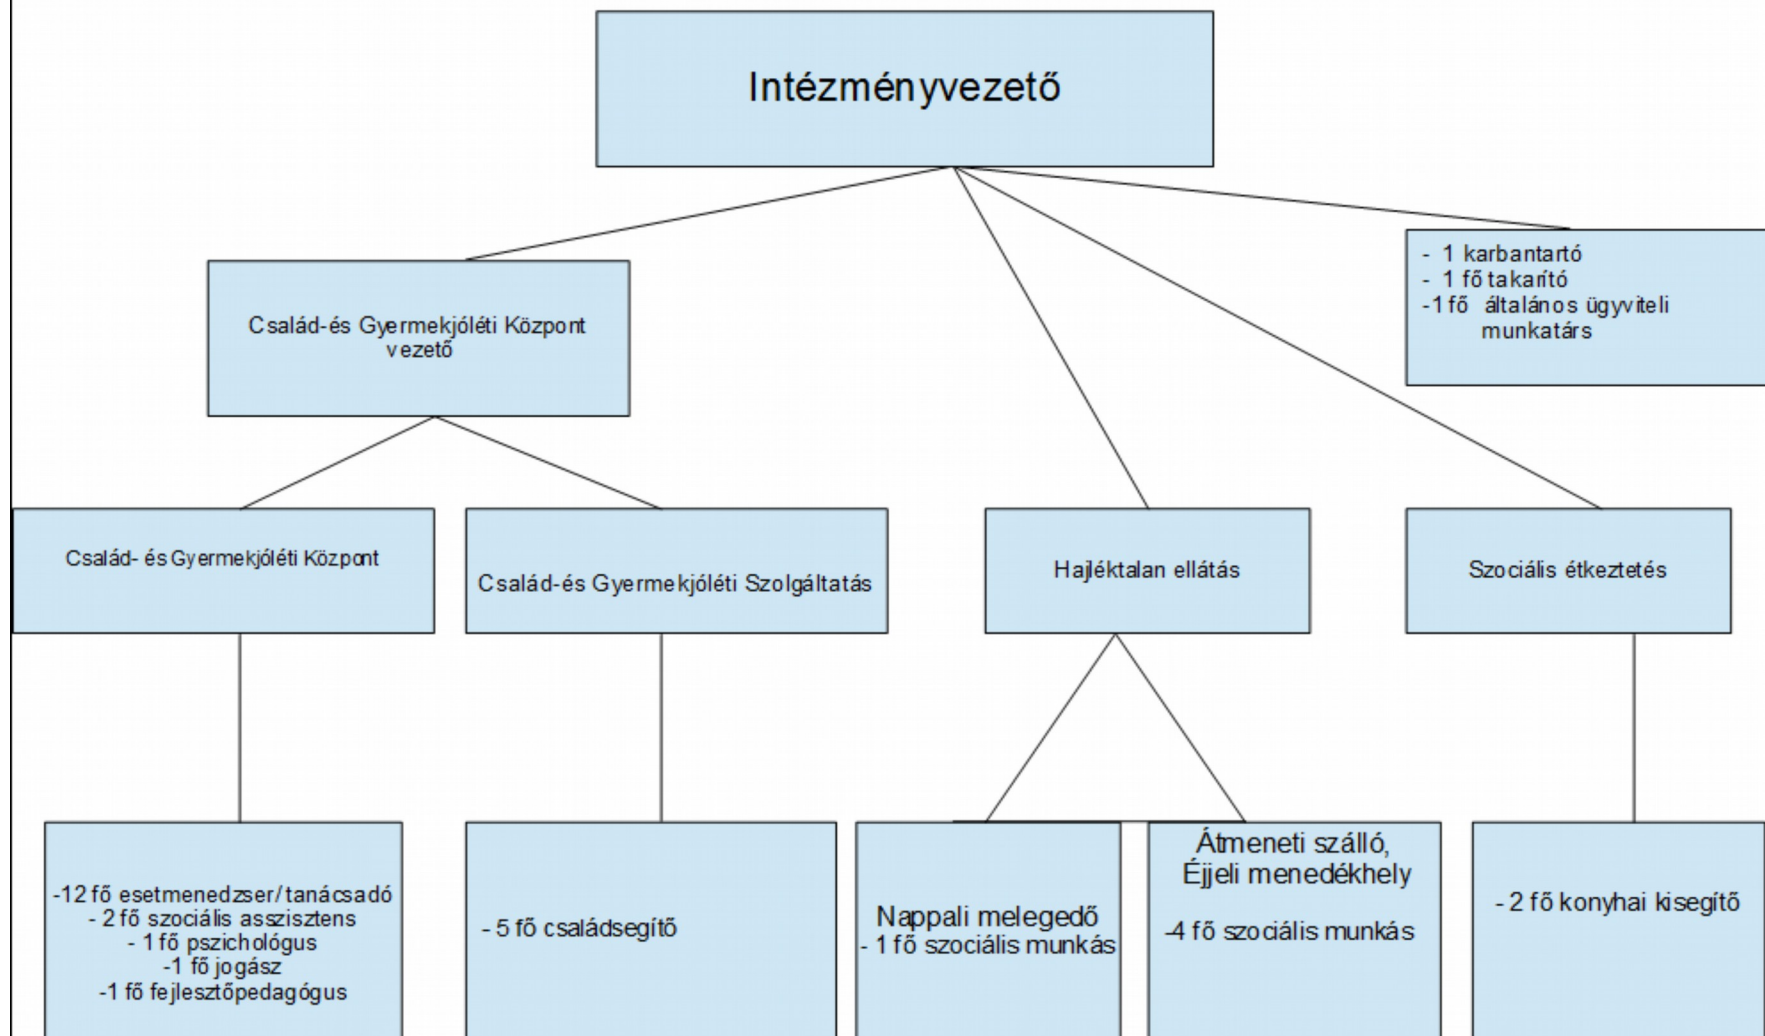 Intézményvezető
- 1 karbantartó
- 1 fő takarító
-1 fő általános ügyviteli
munkatárs
Család-és Gyermekjóléti Központ
vezető
Család- és Gyermekjóléti Központ
Család-és Gyermekjóléti Szolgáltatás
Hajléktalan ellátás
Szociális étkeztetés
-12 fő esetmenedzser/ tanácsadó
- 2 fő szociális asszisztens
- 1 fő pszichológus
-1 fő jogász
-1 fő fejlesztőpedagógus
- 5 fő családsegítő
Nappali melegedő
- 1 fő szociális munkás
Átmeneti szálló,
Éjjeli menedékhely
-4 fő szociális munkás
- 2 fő konyhai kisegítő